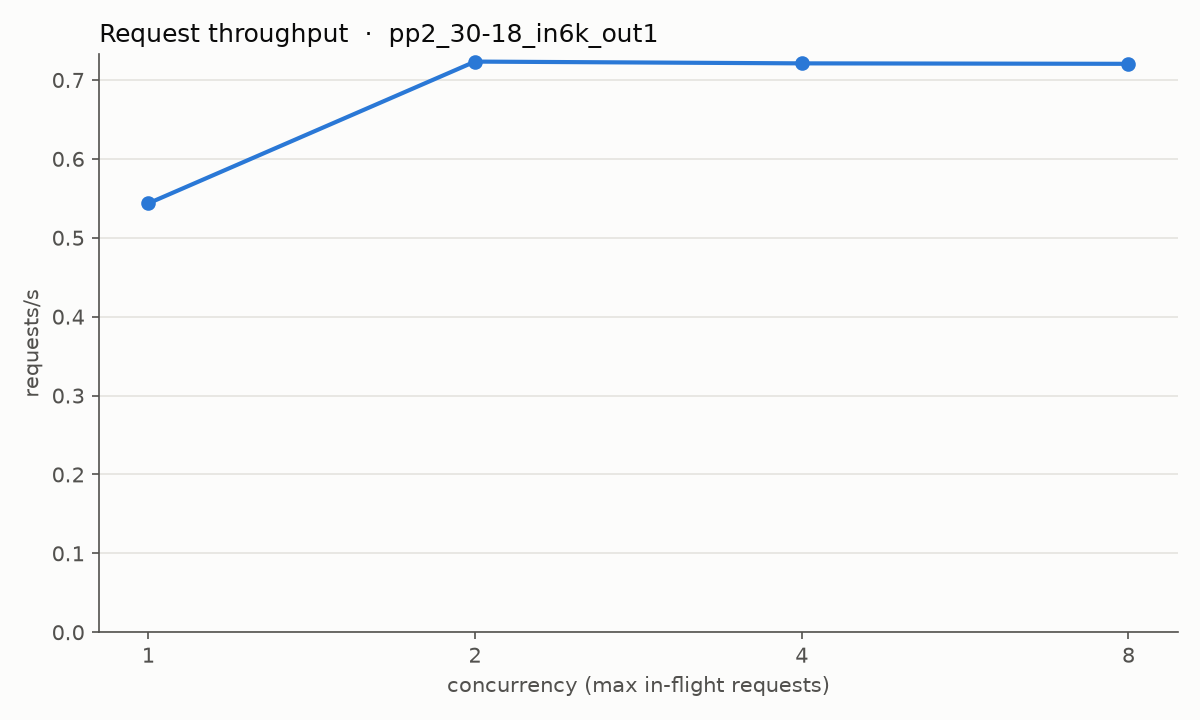 Request throughput · pp2_30-18_in6k_out1
0.7
0.6
0.5
0.4
0.3
0.2
0.1
0.0
requests/s
1 2 4 8
concurrency (max in-flight requests)